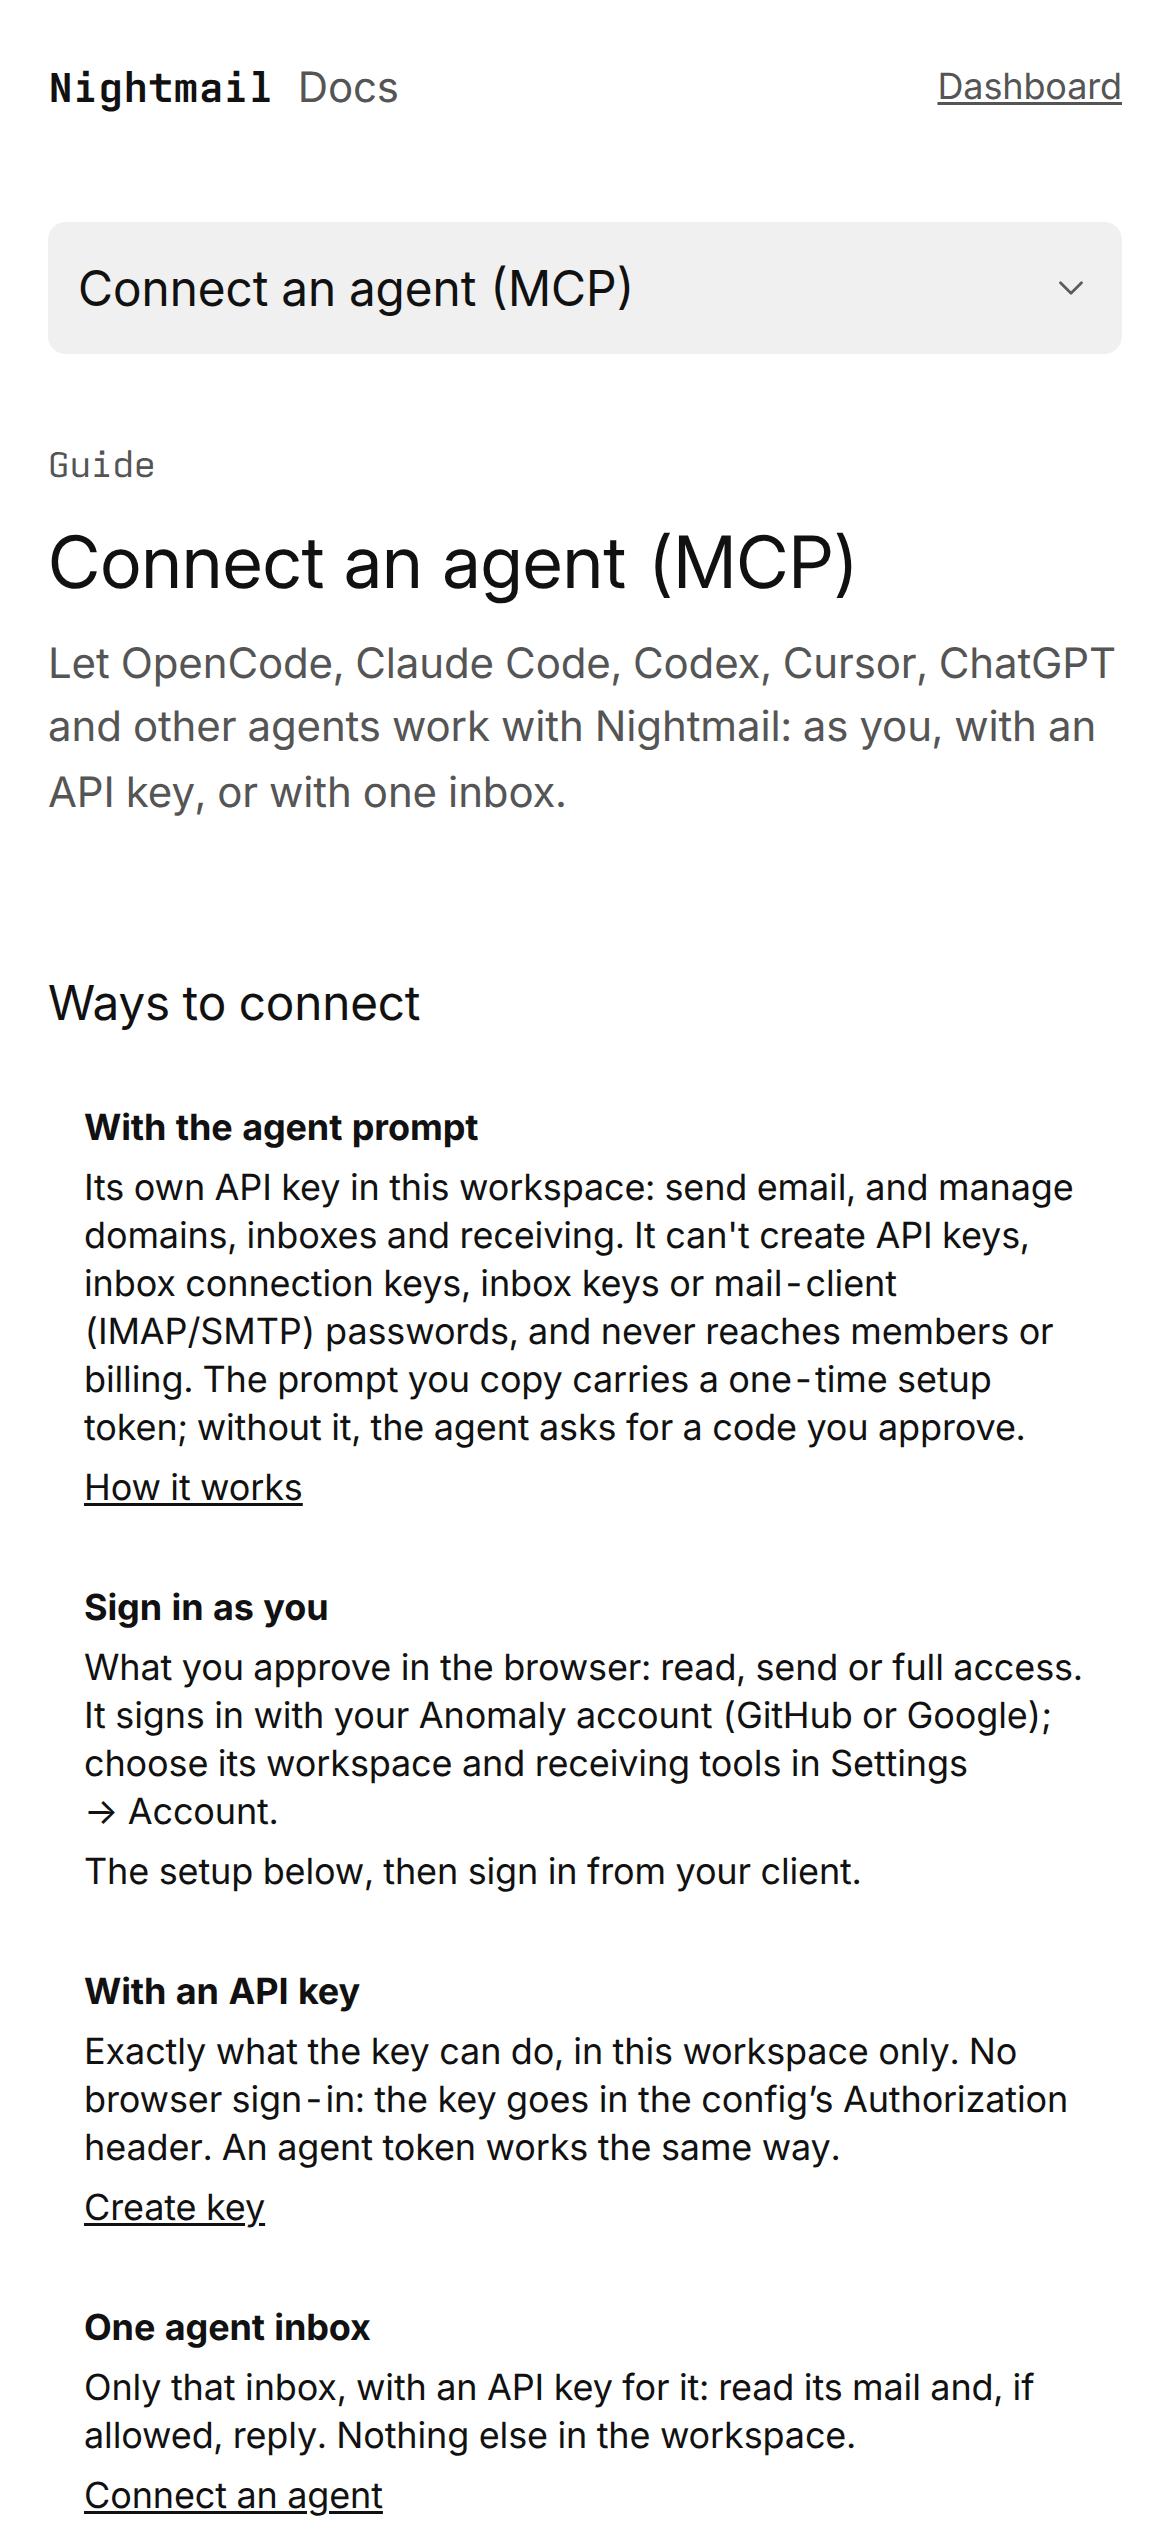 Nightmail Docs
Dashboard
Connect an agent (MCP)
Guide
Connect an agent (MCP)
Let OpenCode, Claude Code, Codex, Cursor, ChatGPT
and other agents work with Nightmail: as you, with an
API key, or with one inbox.
Ways to connect
With the agent prompt
Its own API key in this workspace: send email, and manage
domains, inboxes and receiving. It can't create API keys,
inbox connection keys, inbox keys or mail-client
(IMAP/SMTP) passwords, and never reaches members or
billing. The prompt you copy carries a one-time setup
token; without it, the agent asks for a code you approve.
How it works
Sign in as you
What you approve in the browser: read, send or full access.
It signs in with your Anomaly account (GitHub or Google);
choose its workspace and receiving tools in Settings
→ Account.
The setup below, then sign in from your client.
With an API key
Exactly what the key can do, in this workspace only. No
browser sign-in: the key goes in the config’s Authorization
header. An agent token works the same way.
Create key
One agent inbox
Only that inbox, with an API key for it: read its mail and, if
allowed, reply. Nothing else in the workspace.
Connect an agent